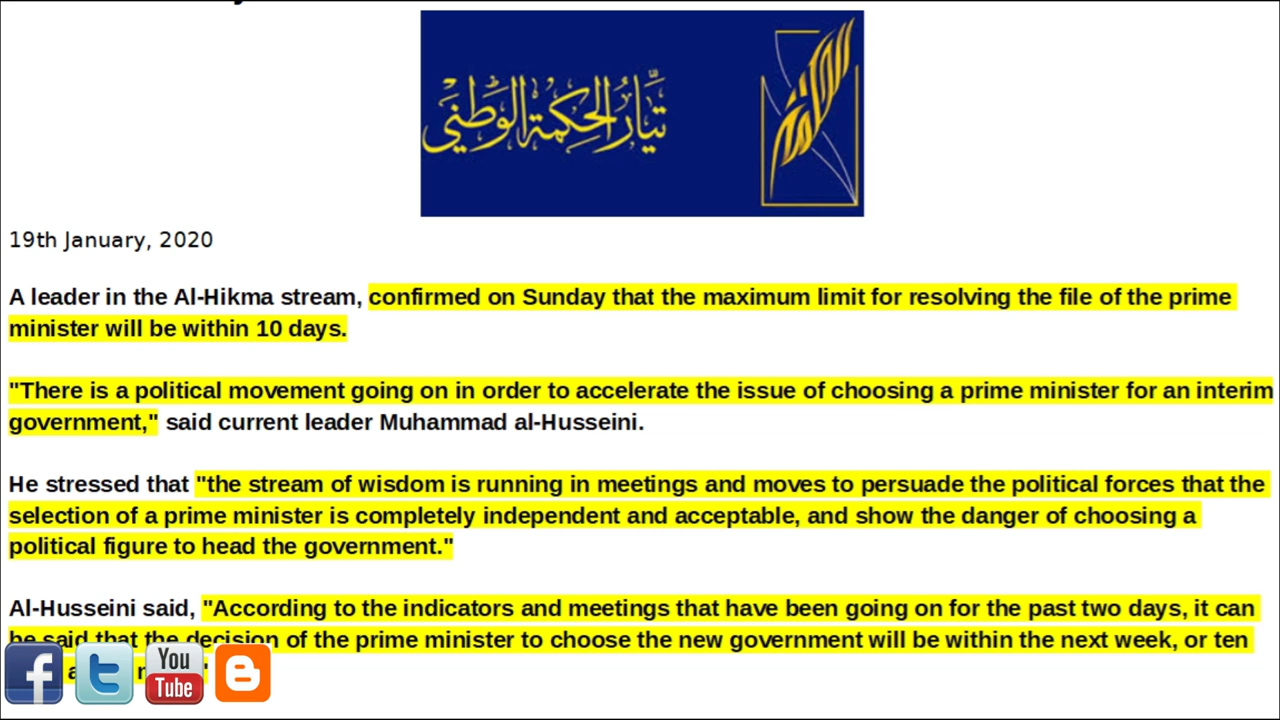 تيار الحكمة الوطني
19th January, 2020
A leader in the Al-Hikma stream, confirmed on Sunday that the maximum limit for resolving the file of the prime
minister will be within 10 days.
"There is a political movement going on in order to accelerate the issue of choosing a prime minister for an interim
government," said current leader Muhammad al-Husseini.
He stressed that "the stream of wisdom is running in meetings and moves to persuade the political forces that the
selection of a prime minister is completely independent and acceptable, and show the danger of choosing a
political figure to head the government."
Al-Husseini said, "According to the indicators and meetings that have been going on for the past two days, it can
be said that the decision of the prime minister to choose the new government will be within the next week, or ten
f t You Tube B